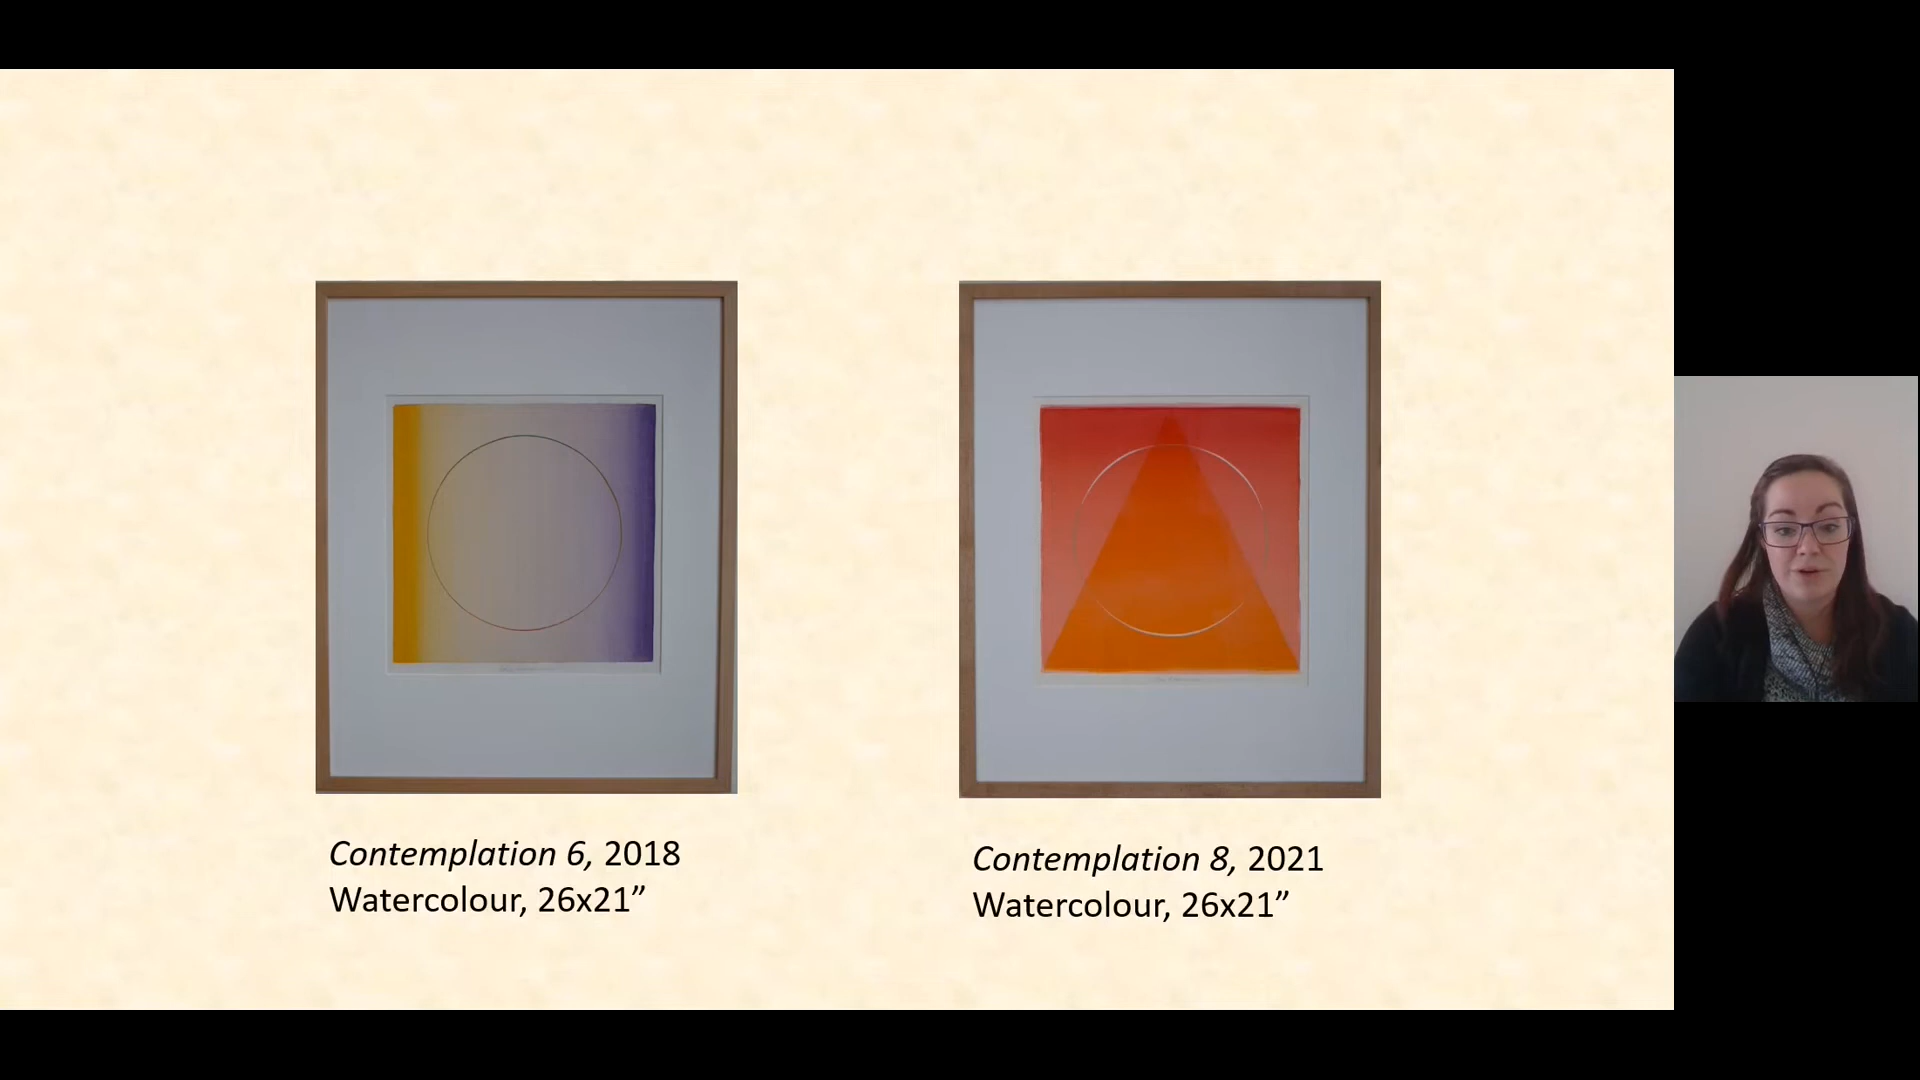 Contemplation 6, 2018
Watercolour, 26x21”
Contemplation 8, 2021
Watercolour, 26x21”